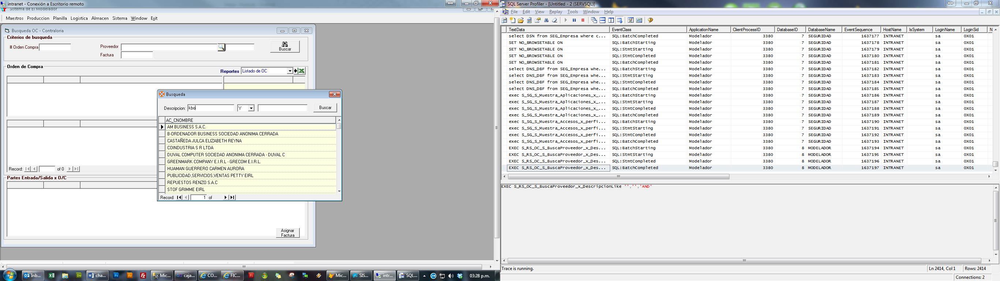 intranet - Conexión a Escritorio remoto
Sistema de El Modelador
Maestros Produccion Planilla Logistica Almacen Sistema Window Exit
Busqueda OC - Contraloria
Criterios de busqueda
# Orden Compra
Proveedor
Buscar
Factura
Orden de Compra
Reportes Listado de OC
Record: of 0
Partes Entrada/Salida x O/C
Asignar
Factura
Busqueda
Descripcion: kbo Y Buscar
AC_CNOMBRE
AM BUSINESS S.A.C.
B-ORDENADOR BUSINESS SOCIEDAD ANONIMA CERRADA
CASTAÑEDA JULCA ELIZABETH REYNA
COINDUSTRIA S R LTDA
DUVAL COMPUTER SOCIEDAD ANONIMA CERRADA - DUVAL C
GREENMARK COMPANY E.I.R.L - GRECOM E.I.R.L.
HUAMAN GUERRERO CARMEN AURORA
PUBLICIDAD,SERVICIOS,VENTAS PETTY EIRL
REPUESTOS RENZO S.A.C
STOF GRIMME EIRL
Record: 1 of
SQL Server Profiler - [Untitled - 2 (SERVSQL)]
File Edit View Replay Tools Window Help
TextData EventClass ApplicationName ClientProcessID DatabaseID DatabaseName EventSequence HostName IsSystem LoginName LoginSid N
select DSN from SEG_Empresa where c... SQL:BatchCompleted Modelador 3380 7 SEGURIDAD 1637177 INTRANET sa 0X01
SET NO_BROWSETABLE ON SQL:BatchStarting Modelador 3380 7 SEGURIDAD 1637178 INTRANET sa 0X01
SET NO_BROWSETABLE ON SQL:StmtStarting Modelador 3380 7 SEGURIDAD 1637179 INTRANET sa 0X01
SET NO_BROWSETABLE ON SQL:StmtCompleted Modelador 3380 7 SEGURIDAD 1637180 INTRANET sa 0X01
SET NO_BROWSETABLE ON SQL:BatchCompleted Modelador 3380 7 SEGURIDAD 1637181 INTRANET sa 0X01
select DNS_DBF from SEG_Empresa whe... SQL:BatchStarting Modelador 3380 7 SEGURIDAD 1637182 INTRANET sa 0X01
select DNS_DBF from SEG_Empresa whe... SQL:StmtStarting Modelador 3380 7 SEGURIDAD 1637183 INTRANET sa 0X01
select DNS_DBF from SEG_Empresa whe... SQL:StmtCompleted Modelador 3380 7 SEGURIDAD 1637184 INTRANET sa 0X01
select DNS_DBF from SEG_Empresa whe... SQL:BatchCompleted Modelador 3380 7 SEGURIDAD 1637185 INTRANET sa 0X01
exec S_SG_S_Muestra_Aplicaciones_x_... SQL:BatchStarting Modelador 3380 7 SEGURIDAD 1637186 INTRANET sa 0X01
exec S_SG_S_Muestra_Aplicaciones_x_... SQL:StmtStarting Modelador 3380 7 SEGURIDAD 1637187 INTRANET sa 0X01
exec S_SG_S_Muestra_Aplicaciones_x_... SQL:StmtCompleted Modelador 3380 7 SEGURIDAD 1637188 INTRANET sa 0X01
exec S_SG_S_Muestra_Aplicaciones_x_... SQL:BatchCompleted Modelador 3380 7 SEGURIDAD 1637189 INTRANET sa 0X01
exec S_SG_S_Muestra_Accesos_x_perfi... SQL:BatchStarting Modelador 3380 7 SEGURIDAD 1637190 INTRANET sa 0X01
exec S_SG_S_Muestra_Accesos_x_perfi... SQL:StmtStarting Modelador 3380 7 SEGURIDAD 1637191 INTRANET sa 0X01
exec S_SG_S_Muestra_Accesos_x_perfi... SQL:StmtCompleted Modelador 3380 7 SEGURIDAD 1637192 INTRANET sa 0X01
exec S_SG_S_Muestra_Accesos_x_perfi... SQL:BatchCompleted Modelador 3380 7 SEGURIDAD 1637193 INTRANET sa 0X01
EXEC S_RS_OC_S_BuscaProveedor_x_Des... SQL:BatchStarting Modelador 3380 8 MODELADOR 1637194 INTRANET sa 0X01
EXEC S_RS_OC_S_BuscaProveedor_x_Des... SQL:StmtStarting Modelador 3380 8 MODELADOR 1637195 INTRANET sa 0X01
EXEC S_RS_OC_S_BuscaProveedor_x_Des... SQL:StmtCompleted Modelador 3380 8 MODELADOR 1637196 INTRANET sa 0X01
EXEC S_RS_OC_S_BuscaProveedor_x_Des... SQL:BatchCompleted Modelador 3380 8 MODELADOR 1637197 INTRANET sa 0X01
EXEC S_RS_OC_S_BuscaProveedor_x_DescripcionLike '','','AND'
Trace is running. Ln 2414, Col 1 Rows: 2414
Connections: 2
Inb... cha... Mic... caja... CO... FIC... Mic... SIS... intr... SQL... 03:28 p.m.